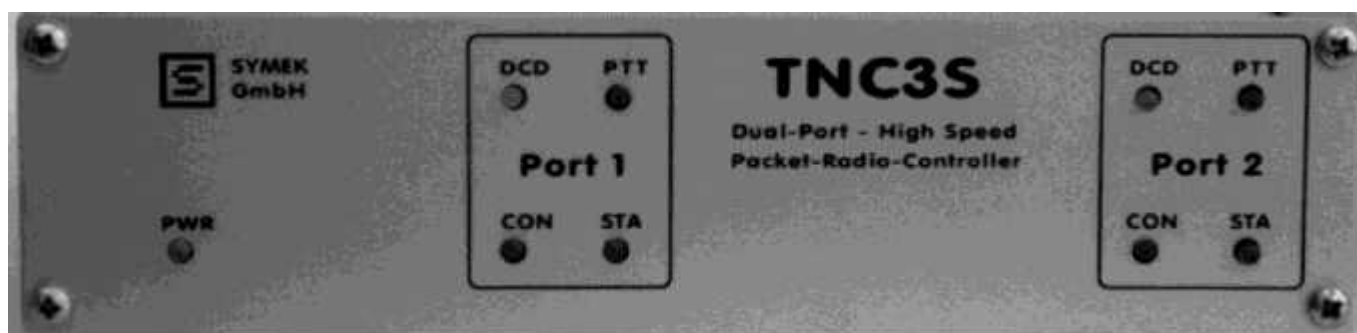 S SYMEK
GmbH
PWR
DCD PTT
Port 1
CON STA
TNC3S
Dual-Port - High Speed
Packet-Radio-Controller
DCD PTT
Port 2
CON STA